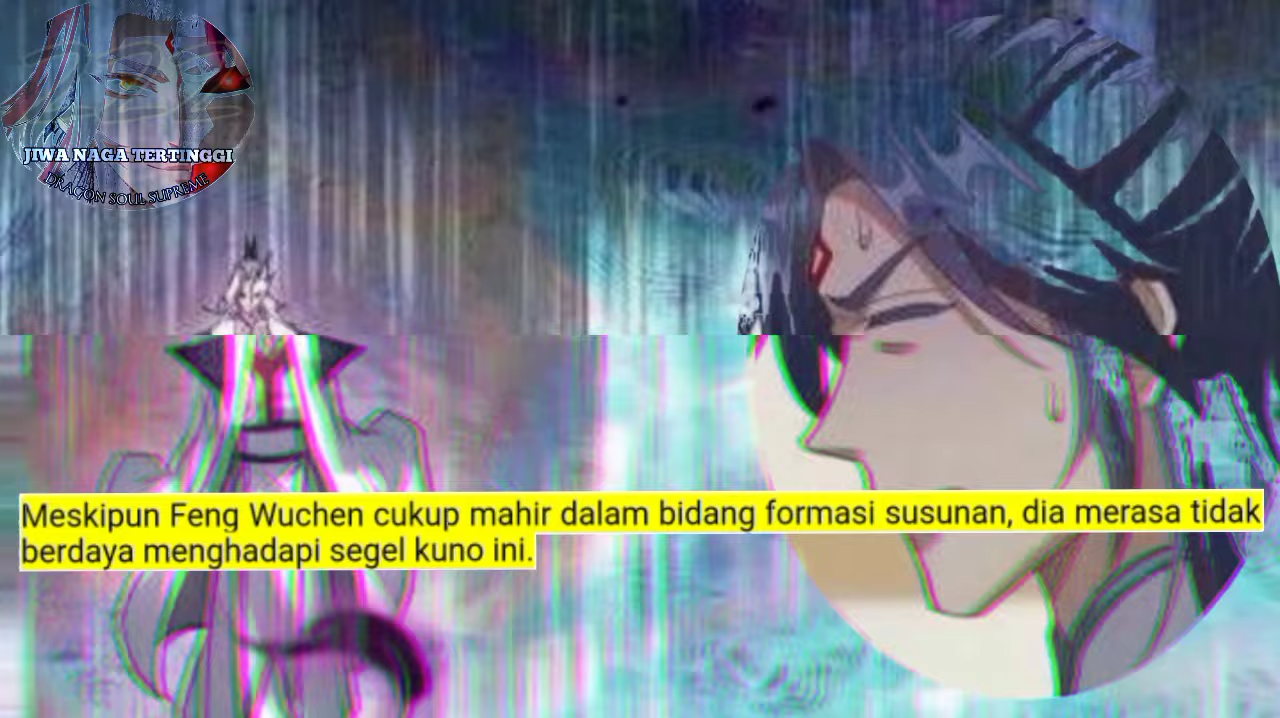 JIWA NAGA TERTINGGI
DRAGON SOUL SUPREME
Meskipun Feng Wuchen cukup mahir dalam bidang formasi susunan, dia merasa tidak
berdaya menghadapi segel kuno ini.